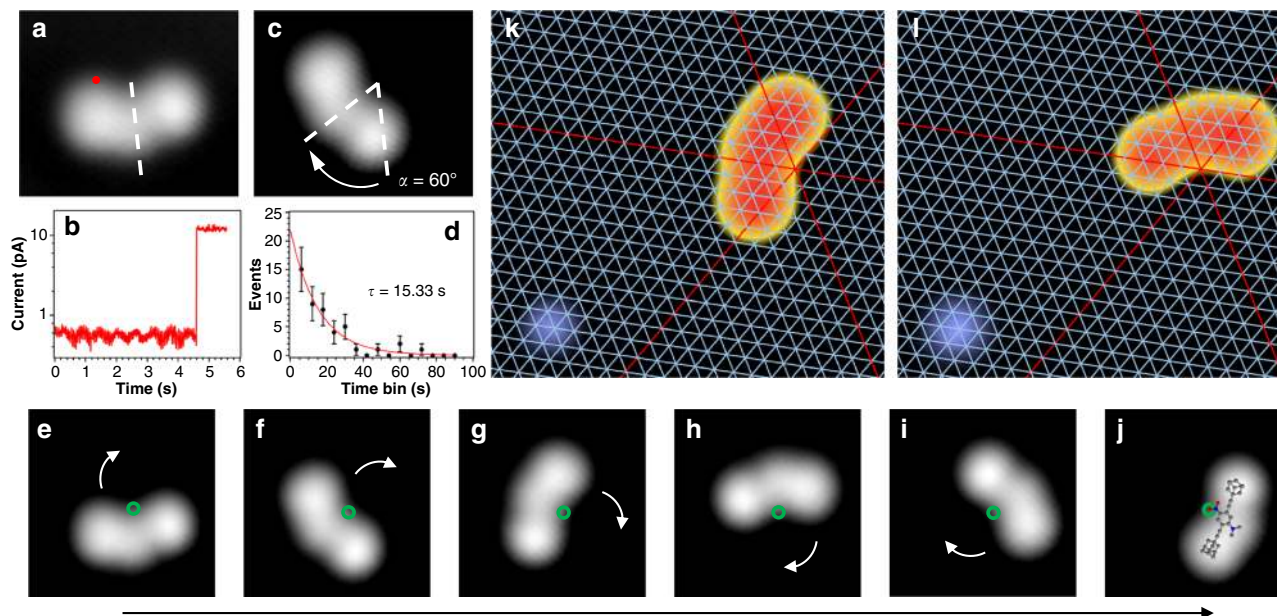 a
c
α = 60°
k
l
b
10
1
Current (pA)
0 1 2 3 4 5 6
Time (s)
d
25
20
15
10
5
0
Events
τ = 15.33 s
0 20 40 60 80 100
Time bin (s)
e
f
g
h
i
j